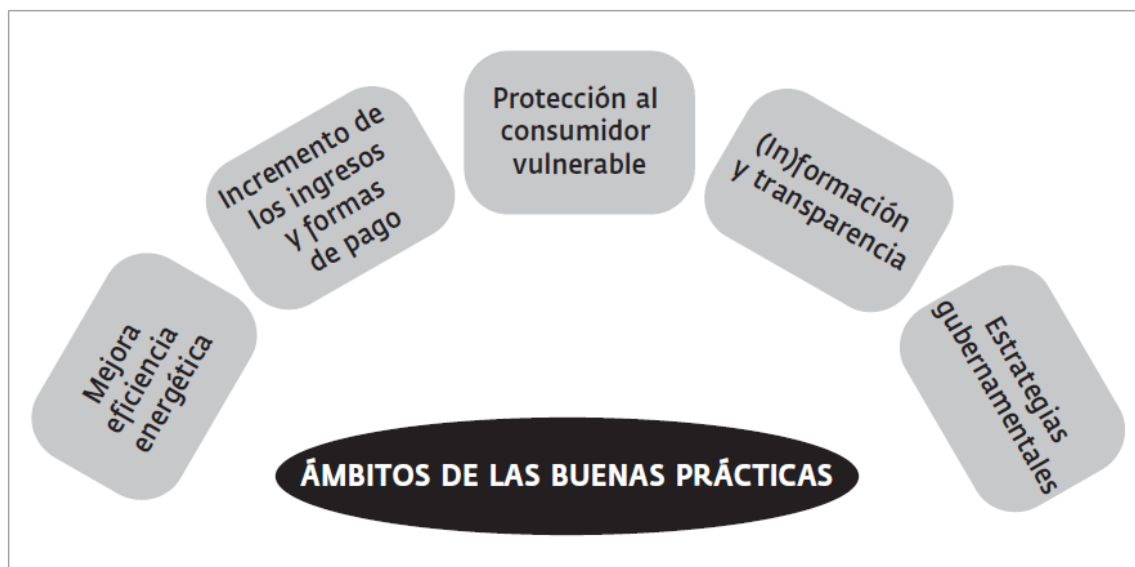 Mejora
eficiencia
energética
Incremento de
los ingresos
y formas
de pago
Protección al
consumidor
vulnerable
(In)formación
y transparencia
Estrategias
gubernamentales
ÁMBITOS DE LAS BUENAS PRÁCTICAS